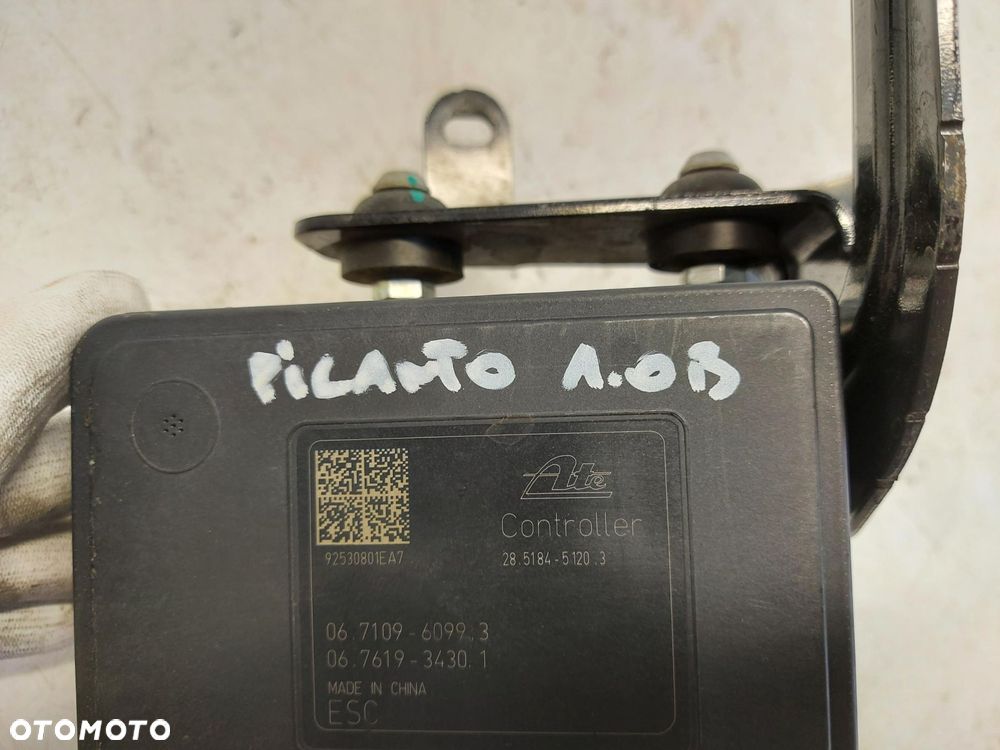 PICANTO 1.0B
Ate
Controller
92530801EA7
28.5184-5120.3
06.7109-6099.3
06.7619-3430.1
MADE IN CHINA
ESC
OTOMOTO